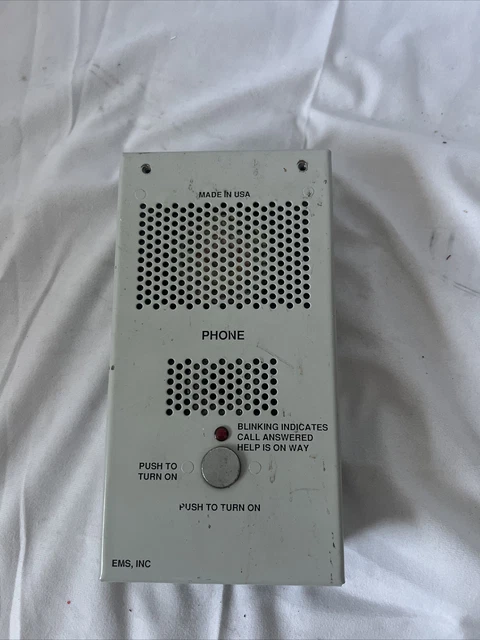 MADE IN USA
PHONE
BLINKING INDICATES
CALL ANSWERED
HELP IS ON WAY
PUSH TO
TURN ON
PUSH TO TURN ON
EMS, INC